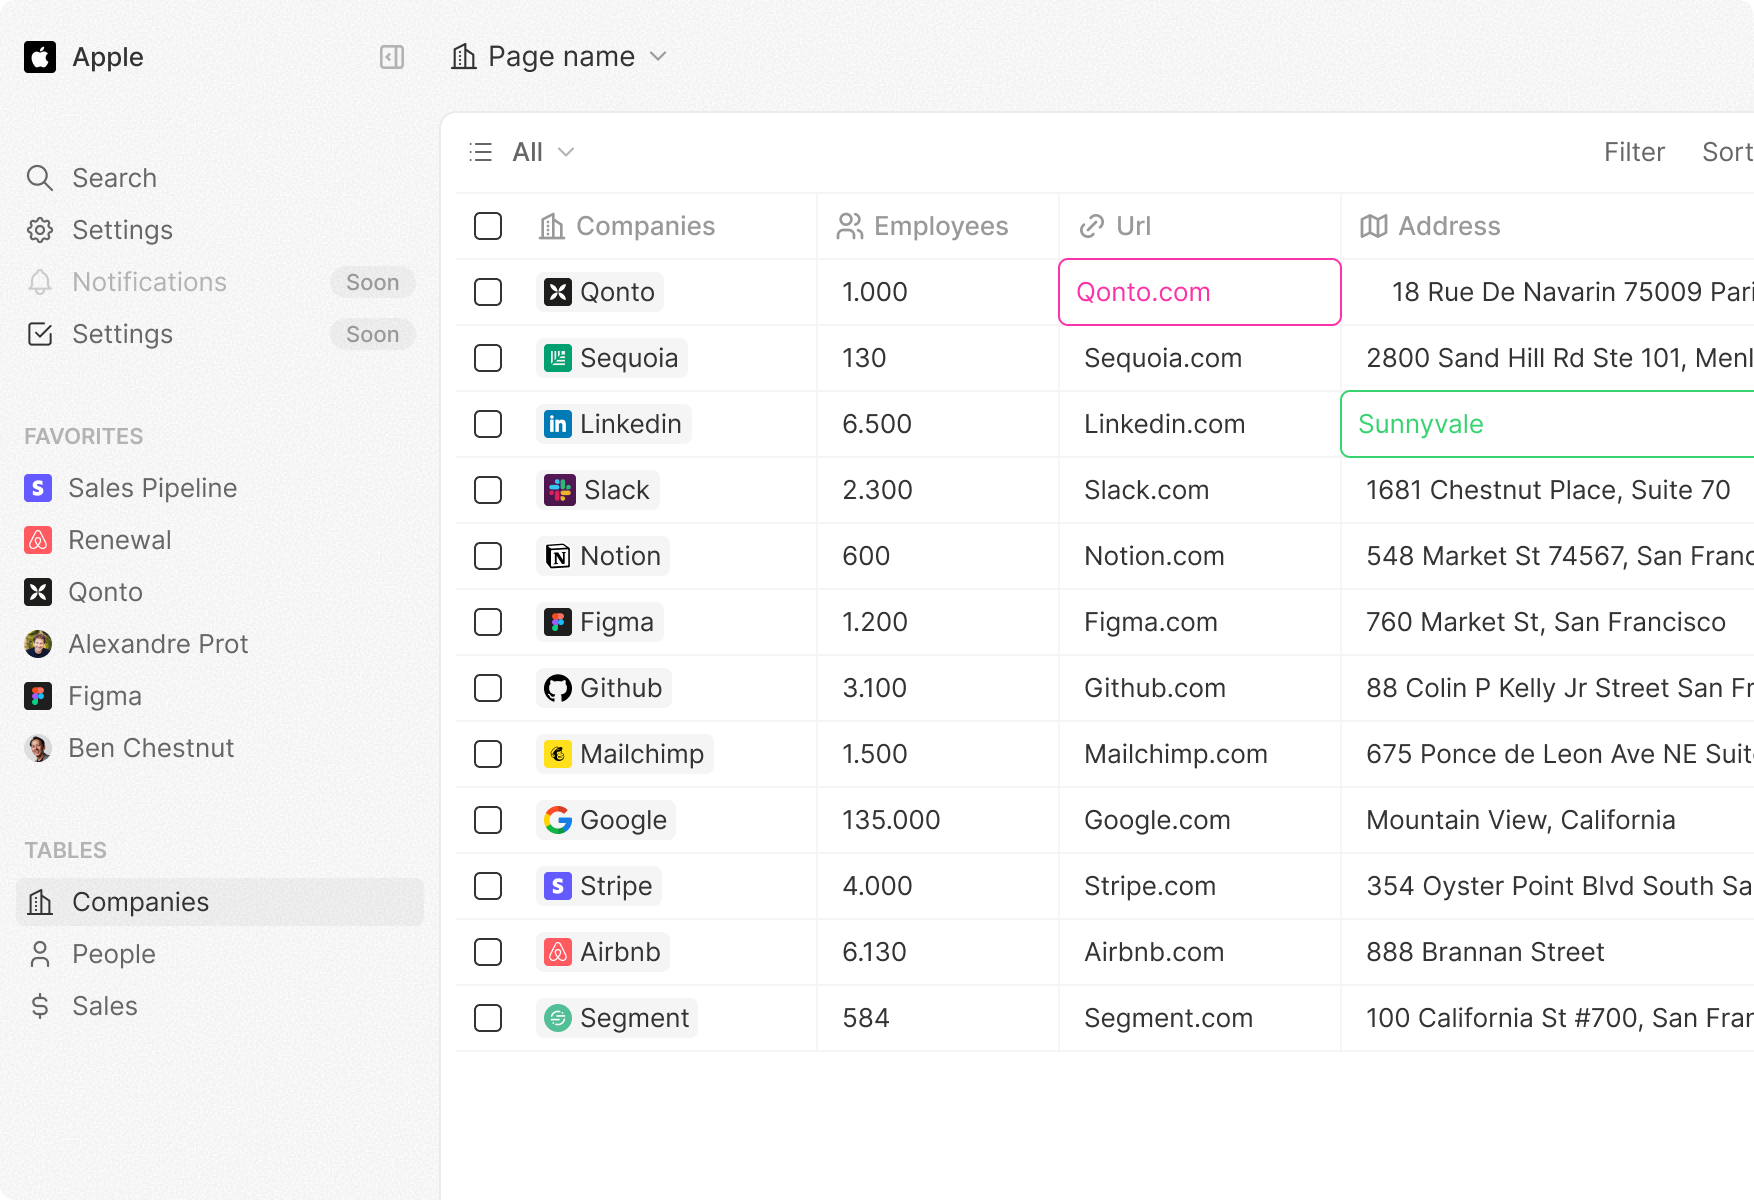 Apple
Page name
Search
Settings
Notifications Soon
Settings Soon
FAVORITES
Sales Pipeline
Renewal
Qonto
Alexandre Prot
Figma
Ben Chestnut
TABLES
Companies
People
Sales
All Filter Sort
Companies Employees Url Address
Qonto 1.000 Qonto.com 18 Rue De Navarin 75009 Pari
Sequoia 130 Sequoia.com 2800 Sand Hill Rd Ste 101, Menl
Linkedin 6.500 Linkedin.com Sunnyvale
Slack 2.300 Slack.com 1681 Chestnut Place, Suite 70
Notion 600 Notion.com 548 Market St 74567, San Franc
Figma 1.200 Figma.com 760 Market St, San Francisco
Github 3.100 Github.com 88 Colin P Kelly Jr Street San Fr
Mailchimp 1.500 Mailchimp.com 675 Ponce de Leon Ave NE Suit
Google 135.000 Google.com Mountain View, California
Stripe 4.000 Stripe.com 354 Oyster Point Blvd South Sa
Airbnb 6.130 Airbnb.com 888 Brannan Street
Segment 584 Segment.com 100 California St #700, San Fran